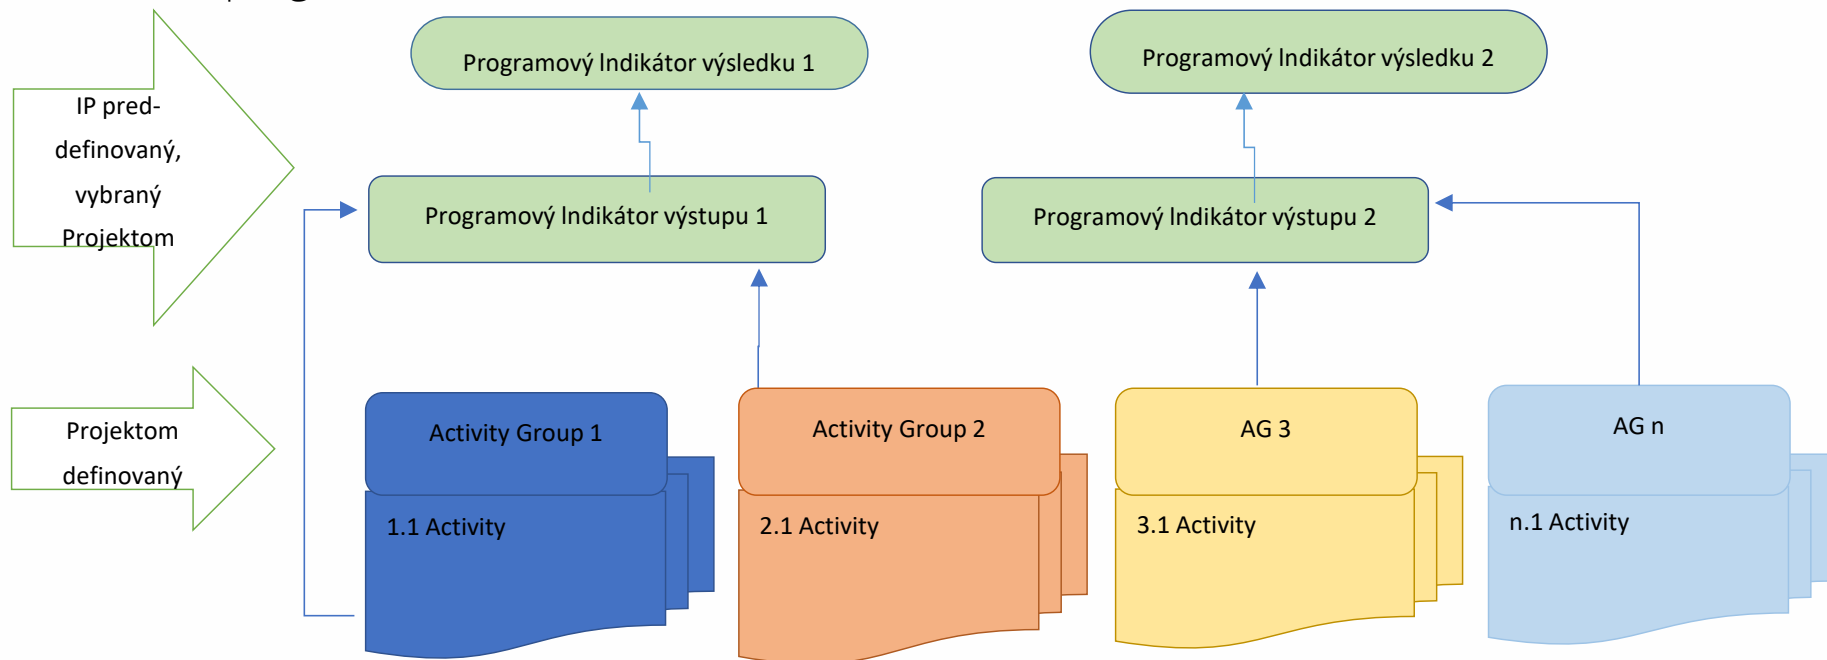 Programový Indikátor výsledku 1
Programový Indikátor výsledku 2
IP pred-
definovaný,
vybraný
Projektom
Programový Indikátor výstupu 1
Programový Indikátor výstupu 2
Projektom
definovaný
Activity Group 1
Activity Group 2
AG 3
AG n
1.1 Activity
2.1 Activity
3.1 Activity
n.1 Activity